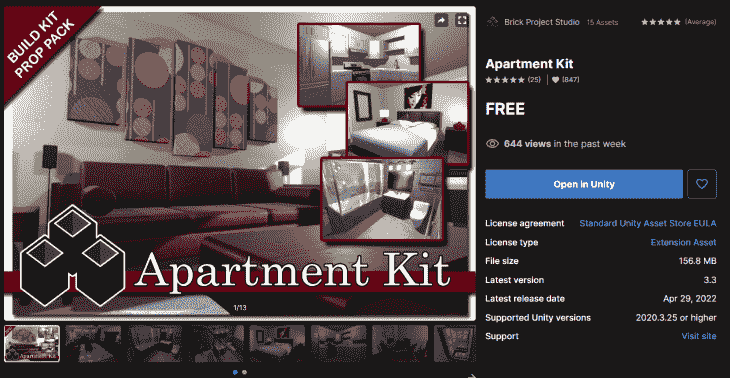 BUILD KIT
PROP PACK
Apartment Kit
1/13
Apartment Kit
Brick Project Studio
15 Assets
(Average)
Apartment Kit
(25)
(847)
FREE
644 views in the past week
Open in Unity
License agreement Standard Unity Asset Store EULA
License type Extension Asset
File size 156.8 MB
Latest version 3.3
Latest release date Apr 29, 2022
Supported Unity versions 2020.3.25 or higher
Support Visit site